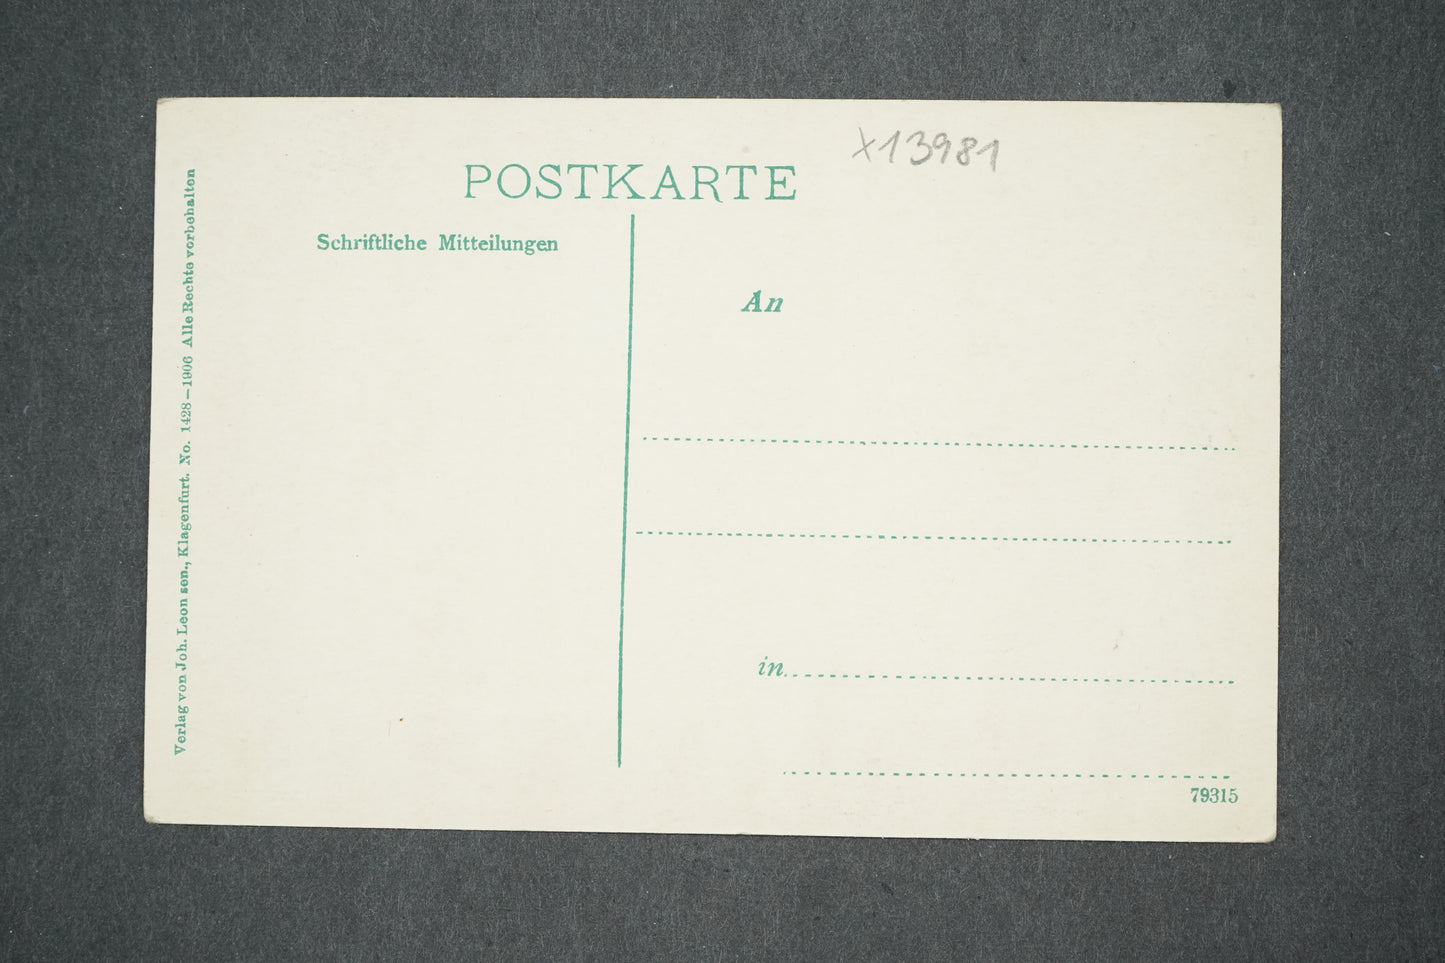 x13981
POSTKARTE
Schriftliche Mitteilungen
An
in
79315
Verlag von Joh. Leon sen., Klagenfurt. No. 1428–1906 Alle Rechte vorbehalten